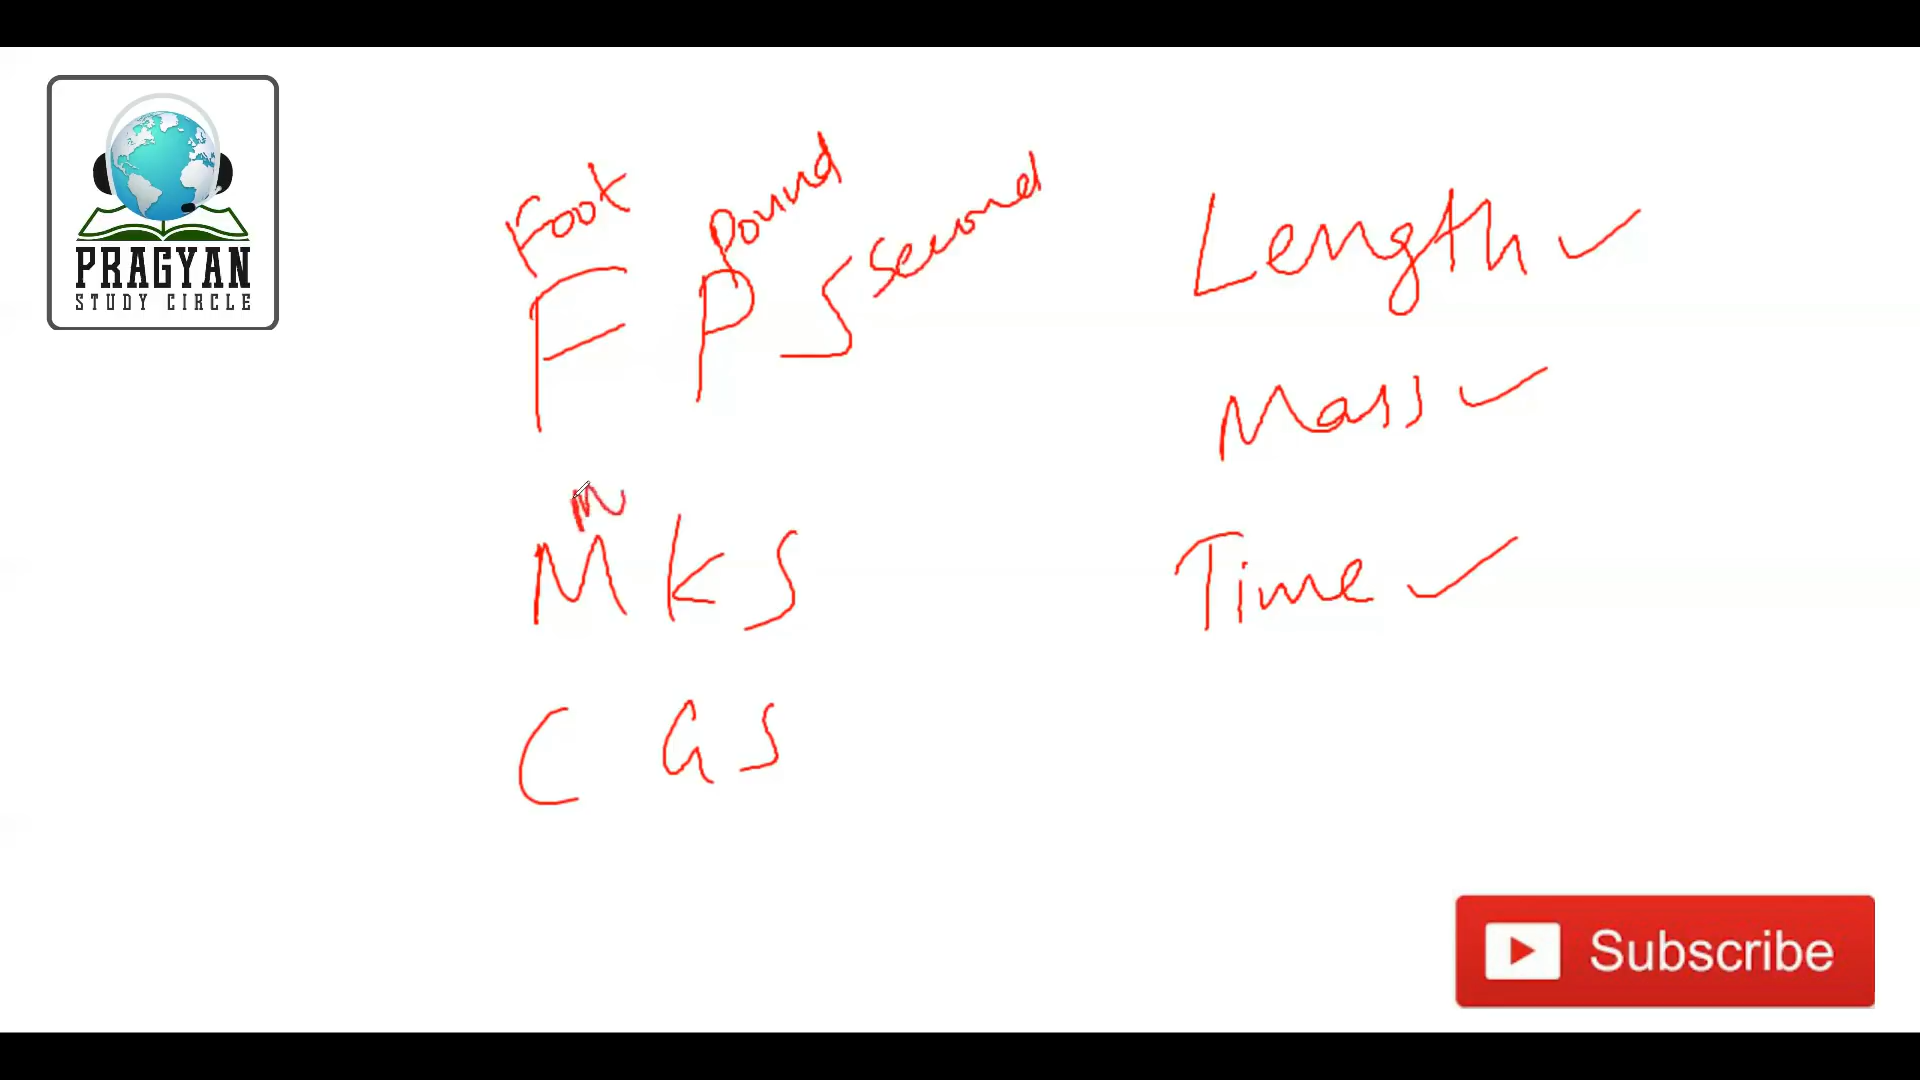 PRAGYAN
STUDY CIRCLE
Foot Pound Second
F P S
M
M K S
C G S
Length
Mass
Time
Subscribe